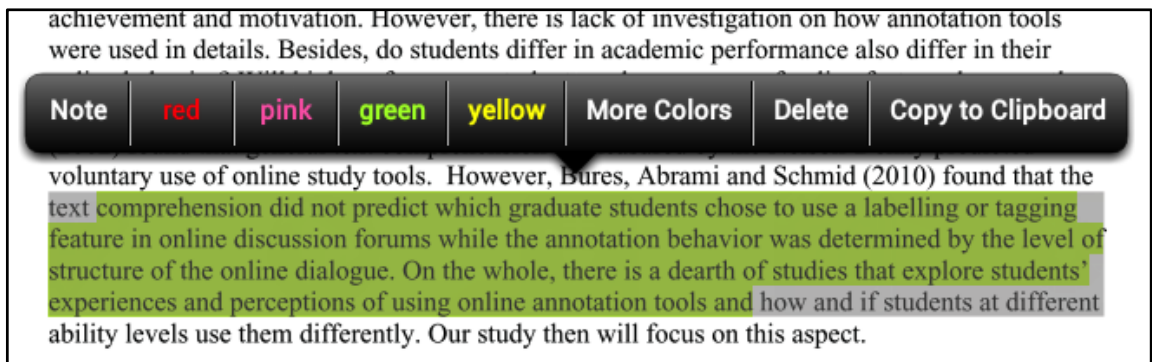 achievement and motivation. However, there is lack of investigation on how annotation tools
were used in details. Besides, do students differ in academic performance also differ in their
Note red pink green yellow More Colors Delete Copy to Clipboard
voluntary use of online study tools. However, Bures, Abrami and Schmid (2010) found that the
text comprehension did not predict which graduate students chose to use a labelling or tagging
feature in online discussion forums while the annotation behavior was determined by the level of
structure of the online dialogue. On the whole, there is a dearth of studies that explore students’
experiences and perceptions of using online annotation tools and how and if students at different
ability levels use them differently. Our study then will focus on this aspect.